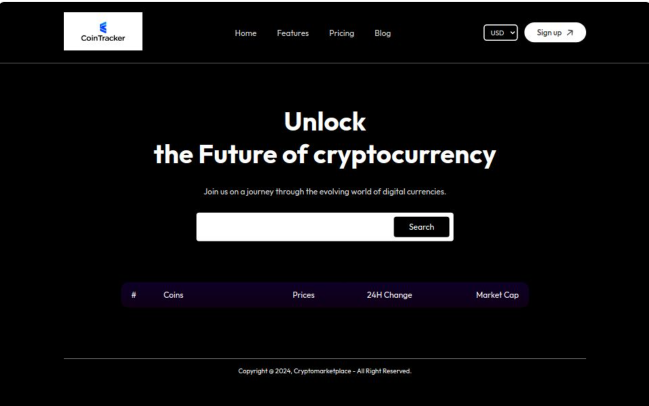 CoinTracker
Home Features Pricing Blog
USD
Sign up
Unlock
the Future of cryptocurrency
Join us on a journey through the evolving world of digital currencies.
Search
# Coins Prices 24H Change Market Cap
Copyright @ 2024, Cryptomarketplace - All Right Reserved.